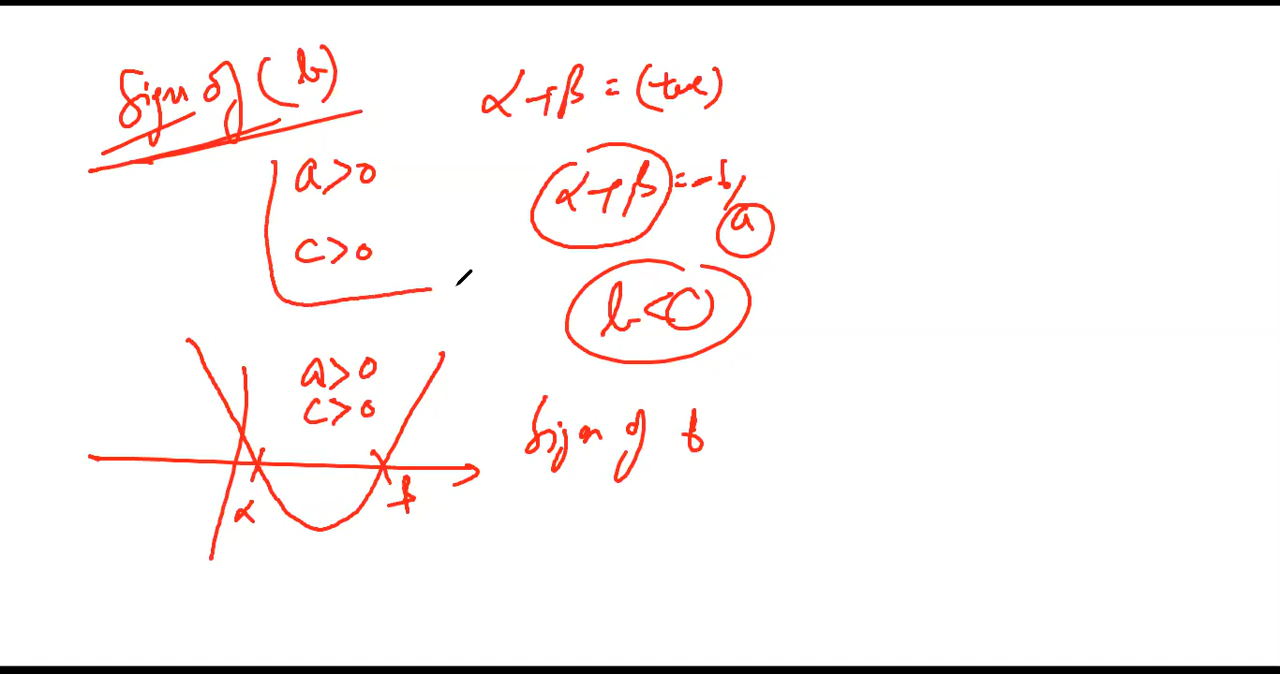 Sign of (b)
a>0
c>0
α+β = (+ve)
α+β = -b/a
b<0
a>0
c>0
α
β
Sign of b